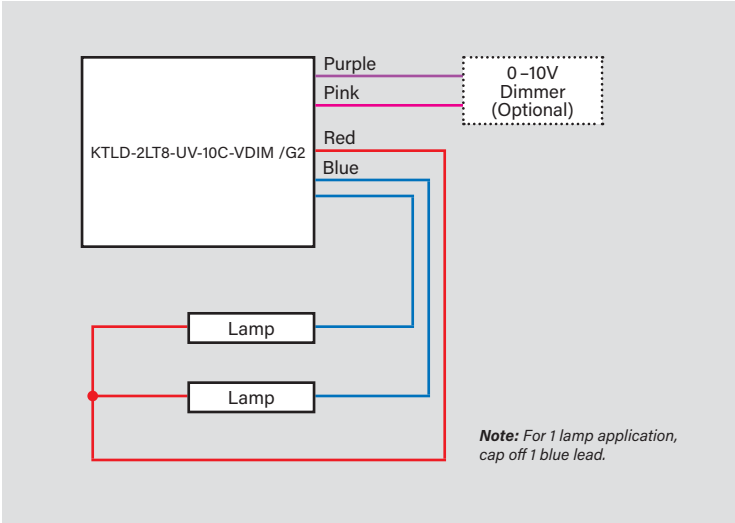 Purple
Pink
0–10V
Dimmer
(Optional)
Red
Blue
KTLD-2LT8-UV-10C-VDIM /G2
Lamp
Lamp
Note: For 1 lamp application,
cap off 1 blue lead.